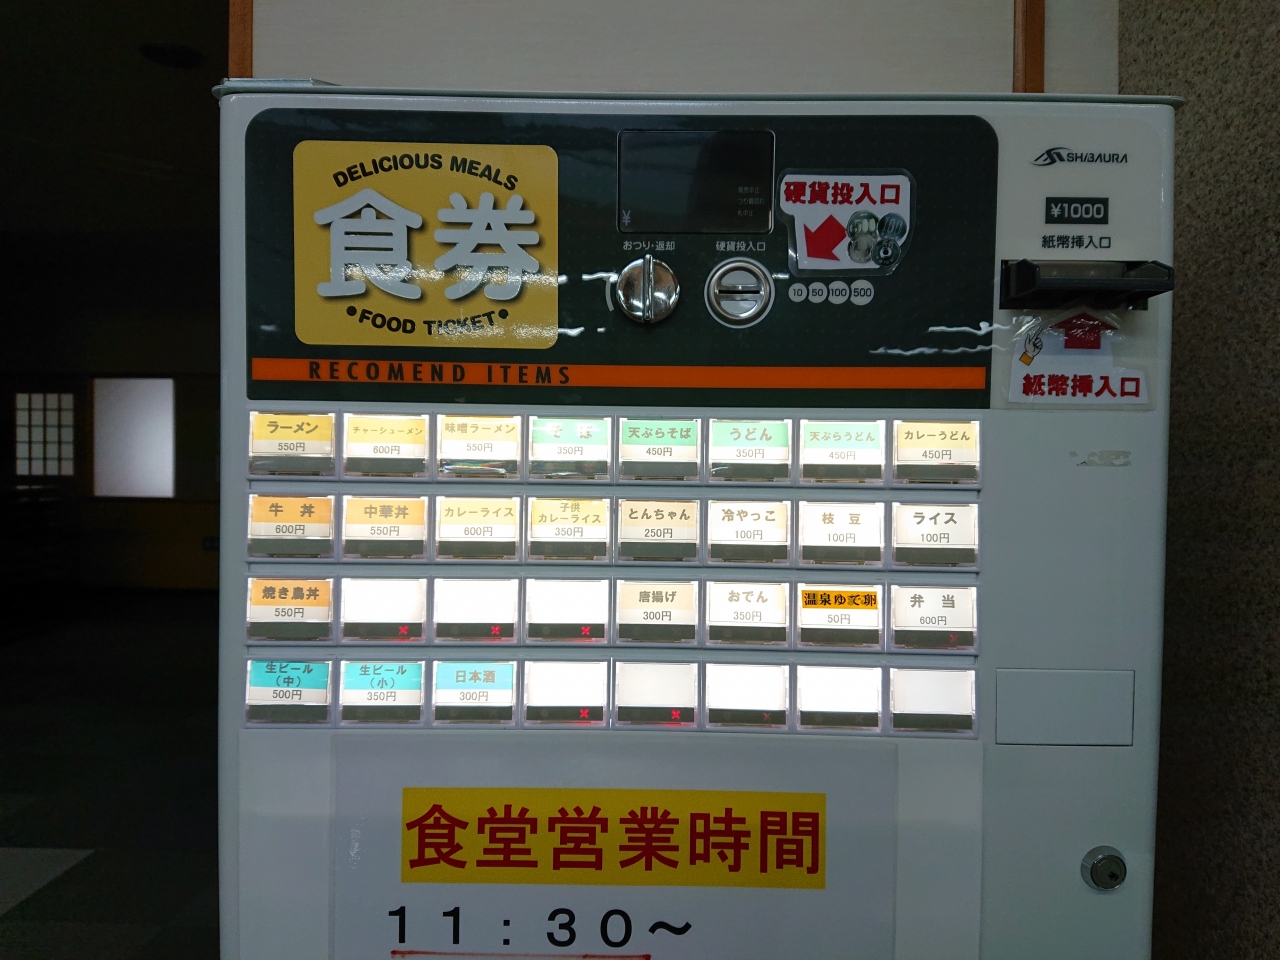 DELICIOUS MEALS
食券
•FOOD TICKET•
¥
おつり・返却
硬貨投入口
硬貨投入口
10 50 100 500
SHIBAURA
¥1000
紙幣挿入口
紙幣挿入口
RECOMEND ITEMS
ラーメン
550円
チャーシューメン
600円
味噌ラーメン
550円
そば
350円
天ぷらそば
450円
うどん
350円
天ぷらうどん
450円
カレーうどん
450円
牛丼
600円
中華丼
550円
カレーライス
600円
子供
カレーライス
350円
とんちゃん
250円
冷やっこ
100円
枝豆
100円
ライス
100円
焼き鳥丼
550円
唐揚げ
300円
おでん
350円
温泉ゆで卵
50円
弁当
600円
生ビール
（中）
500円
生ビール
（小）
350円
日本酒
300円
食堂営業時間
11：30～